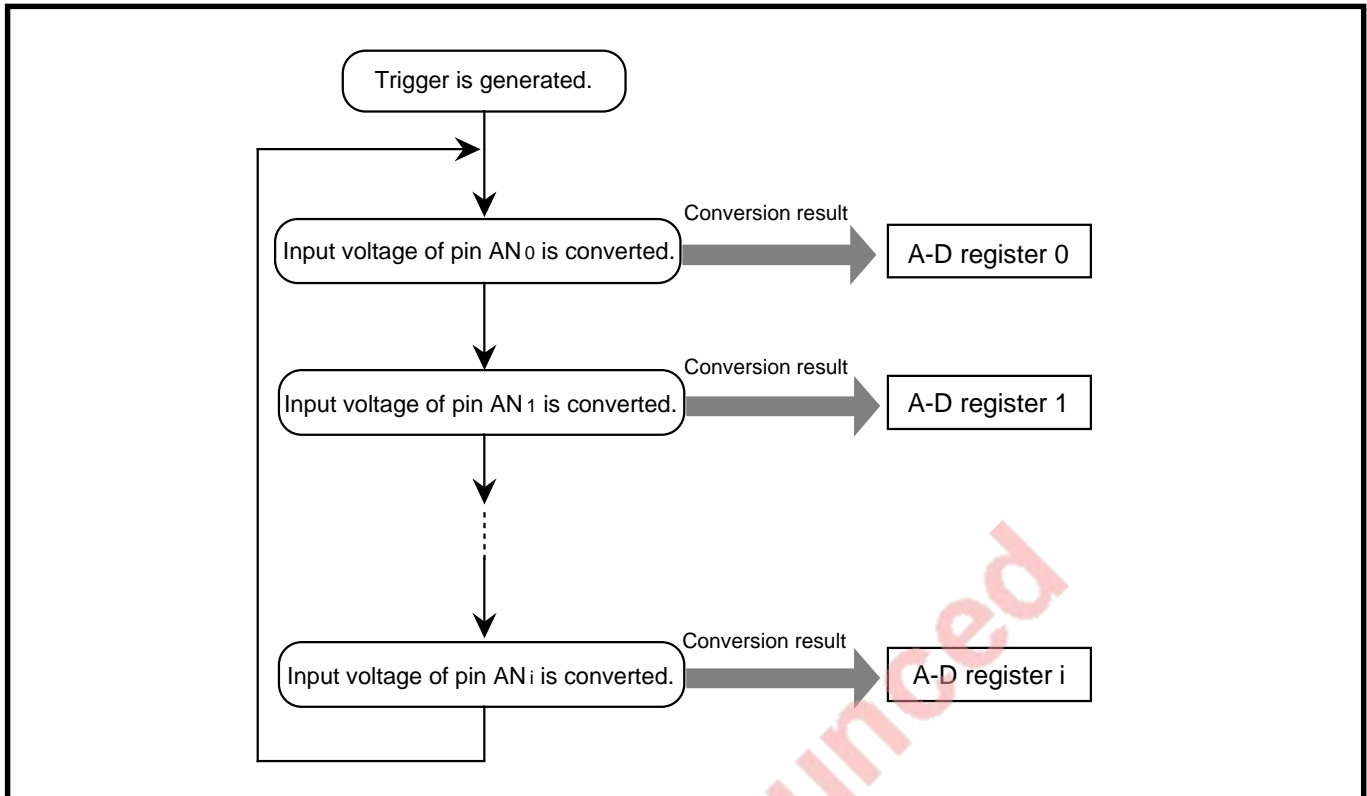 Trigger is generated.
Conversion result
Input voltage of pin AN0 is converted.
A-D register 0
Conversion result
Input voltage of pin AN1 is converted.
A-D register 1
Conversion result
Input voltage of pin ANi is converted.
A-D register i
unced